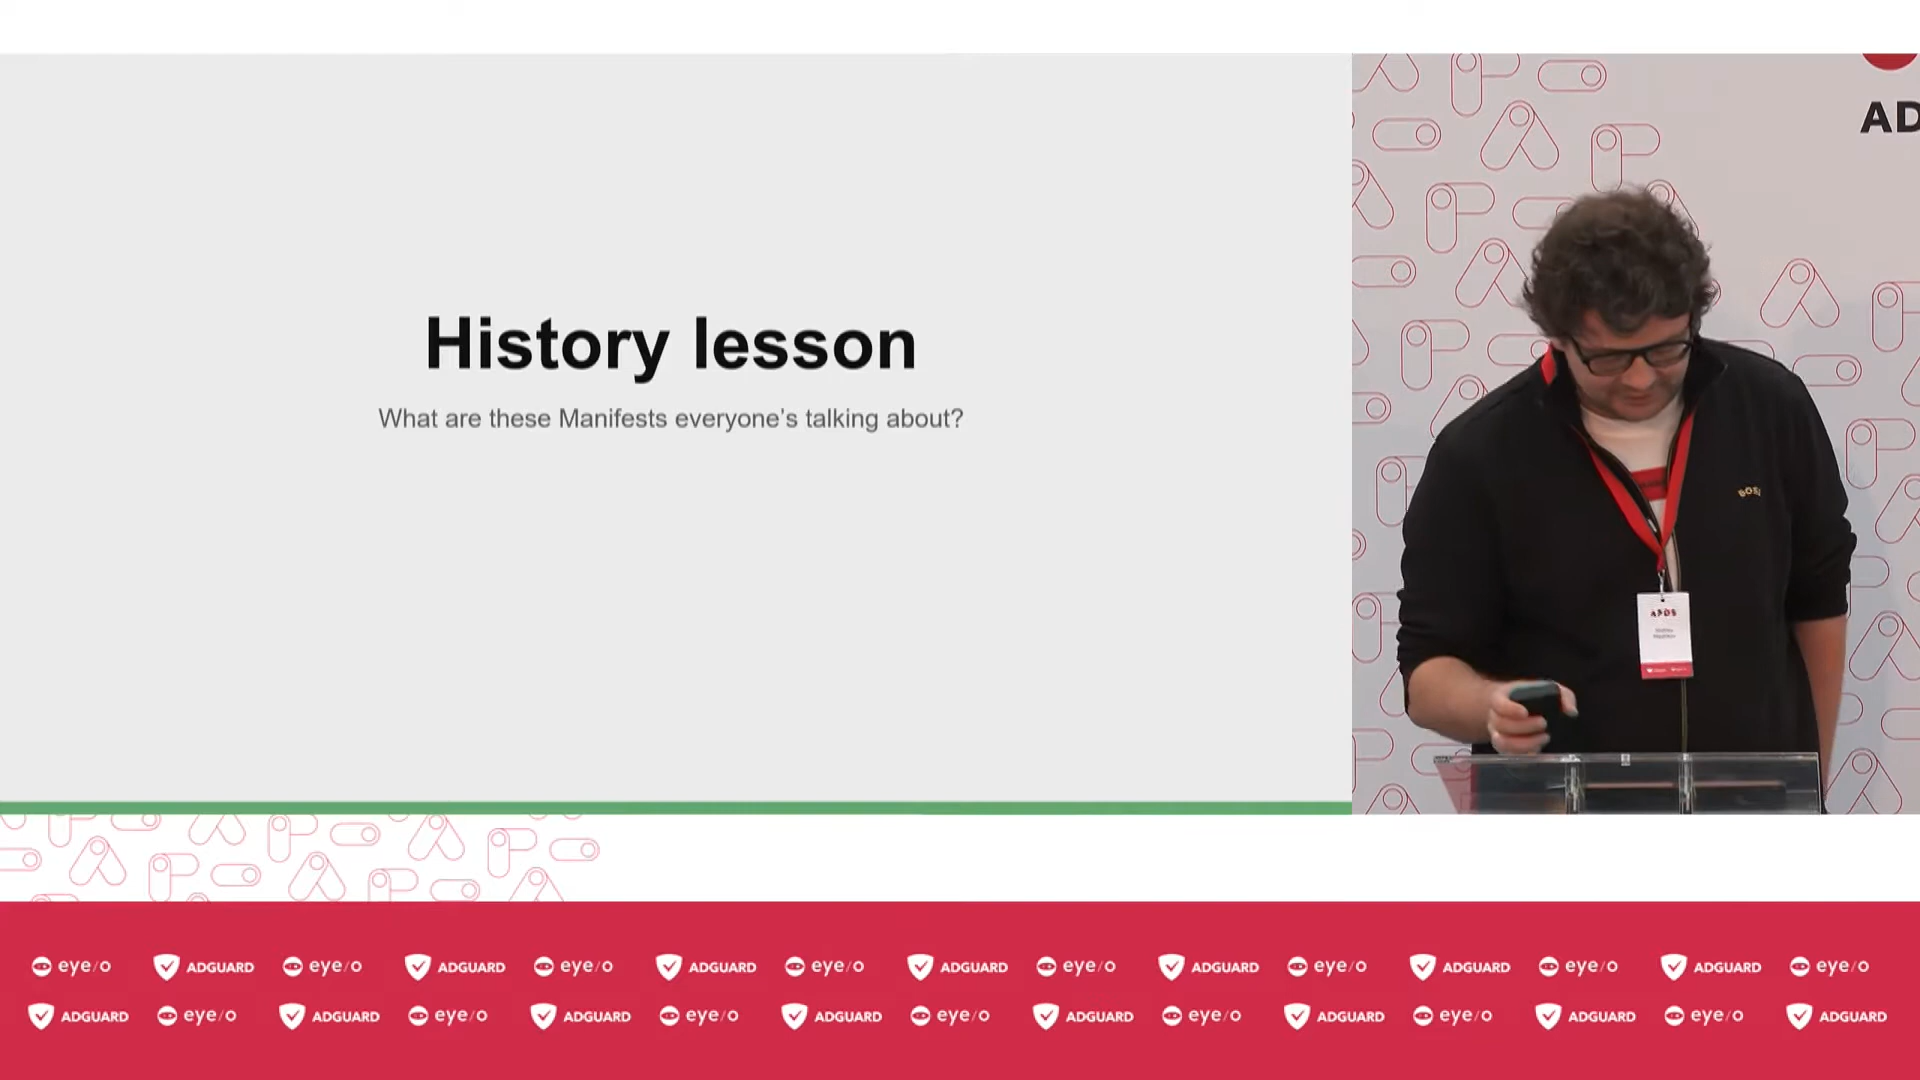 History lesson
What are these Manifests everyone's talking about?
AD
BOSS
APDS
eye/o ADGUARD eye/o ADGUARD eye/o ADGUARD eye/o ADGUARD eye/o ADGUARD eye/o ADGUARD eye/o ADGUARD eye/o
ADGUARD eye/o ADGUARD eye/o ADGUARD eye/o ADGUARD eye/o ADGUARD eye/o ADGUARD eye/o ADGUARD eye/o ADGUARD